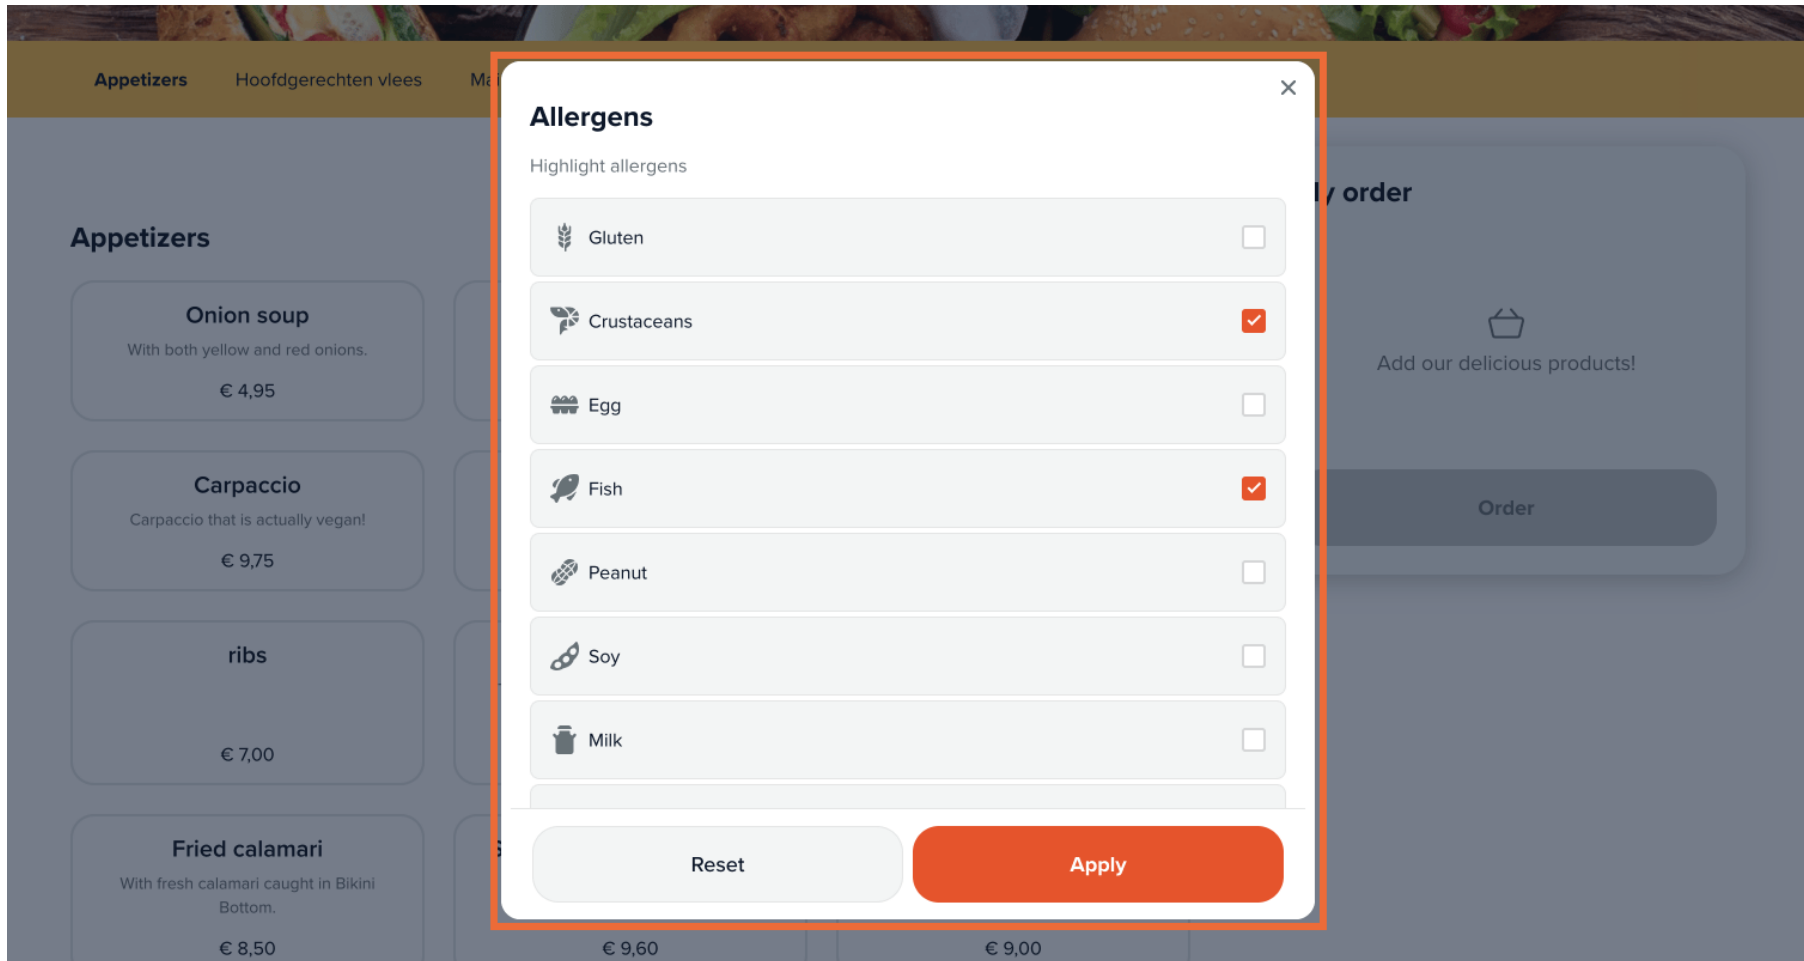 Appetizers
Hoofdgerechten vlees
Allergens
Highlight allergens
Gluten
Crustaceans
Egg
Fish
Peanut
Soy
Milk
Reset
Apply
Appetizers
Onion soup
With both yellow and red onions.
€ 4,95
Carpaccio
Carpaccio that is actually vegan!
€ 9,75
ribs
€ 7,00
Fried calamari
With fresh calamari caught in Bikini
Bottom.
€ 8,50
€ 9,60
€ 9,00
order
Add our delicious products!
Order